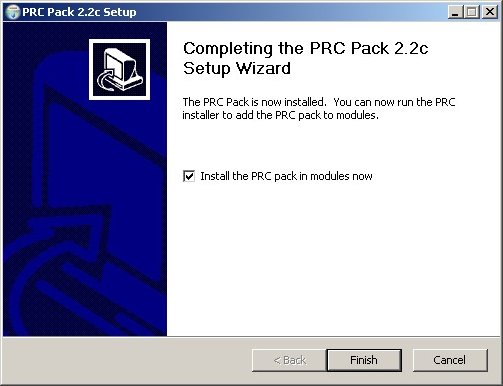 PRC Pack 2.2c Setup
Completing the PRC Pack 2.2c
Setup Wizard
The PRC Pack is now installed. You can now run the PRC
installer to add the PRC pack to modules.
Install the PRC pack in modules now
< Back
Finish
Cancel